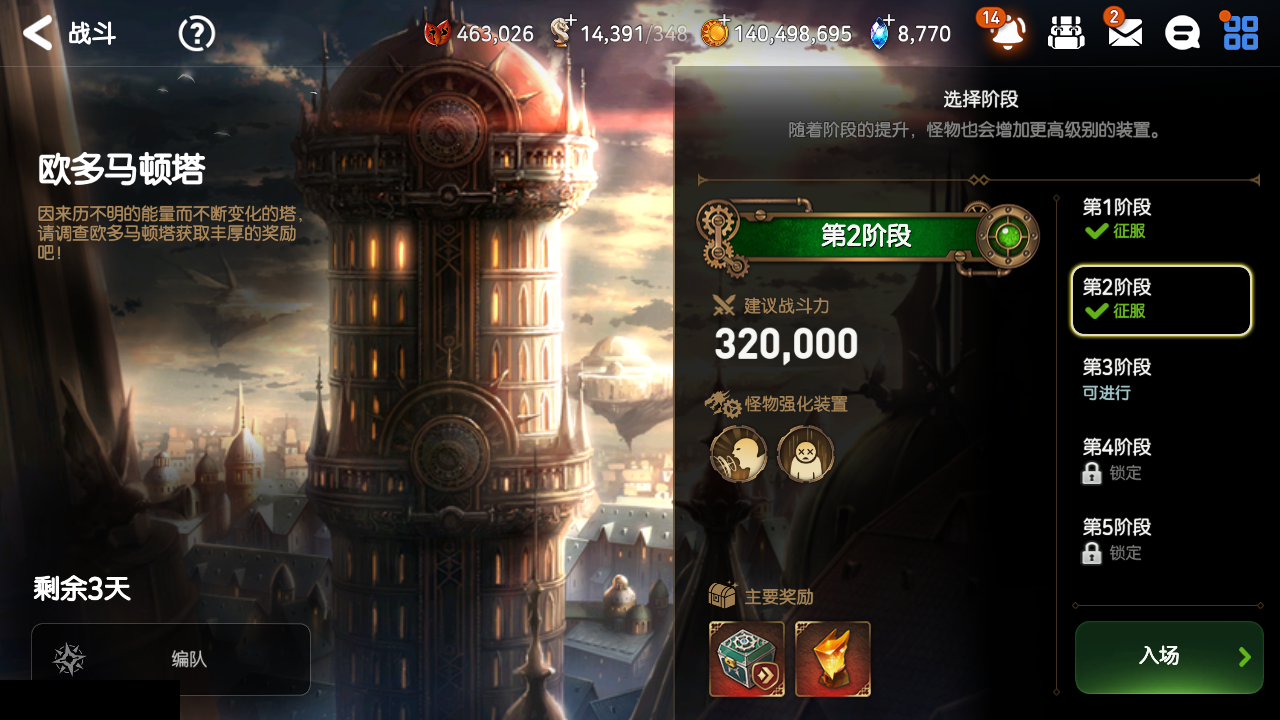 战斗
?
463,026
14,391/348
140,498,695
8,770
14
2
欧多马顿塔
因来历不明的能量而不断变化的塔,
请调查欧多马顿塔获取丰厚的奖励
吧!
剩余3天
编队
选择阶段
随着阶段的提升，怪物也会增加更高级别的装置。
第2阶段
建议战斗力
320,000
怪物强化装置
主要奖励
第1阶段
征服
第2阶段
征服
第3阶段
可进行
第4阶段
锁定
第5阶段
锁定
入场